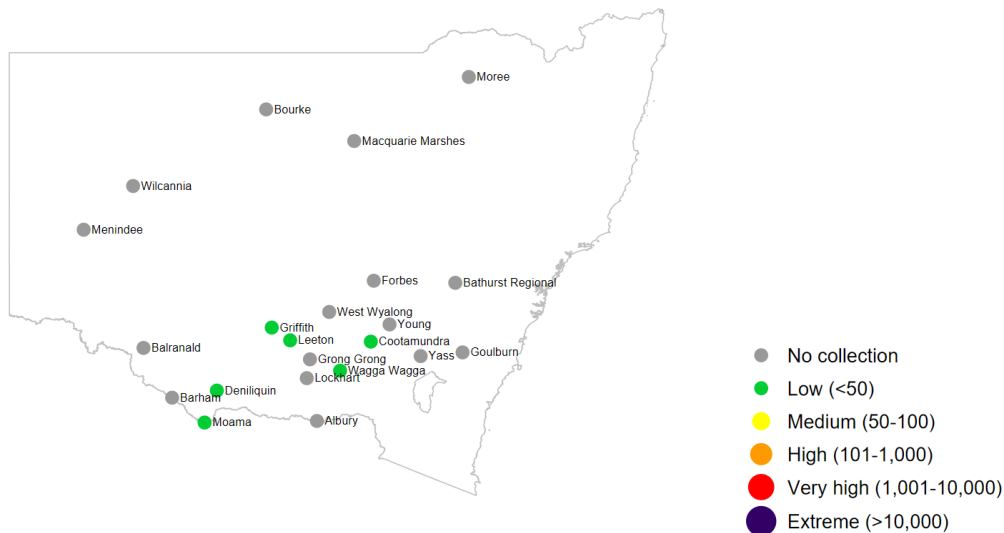 Moree
Bourke
Macquarie Marshes
Wilcannia
Menindee
Forbes
Bathurst Regional
West Wyalong
Young
Griffith
Leeton
Cootamundra
Balranald
Grong Grong
Yass
Goulburn
Wagga Wagga
Lockhart
Deniliquin
Barham
Moama
Albury
No collection
Low (<50)
Medium (50-100)
High (101-1,000)
Very high (1,001-10,000)
Extreme (>10,000)